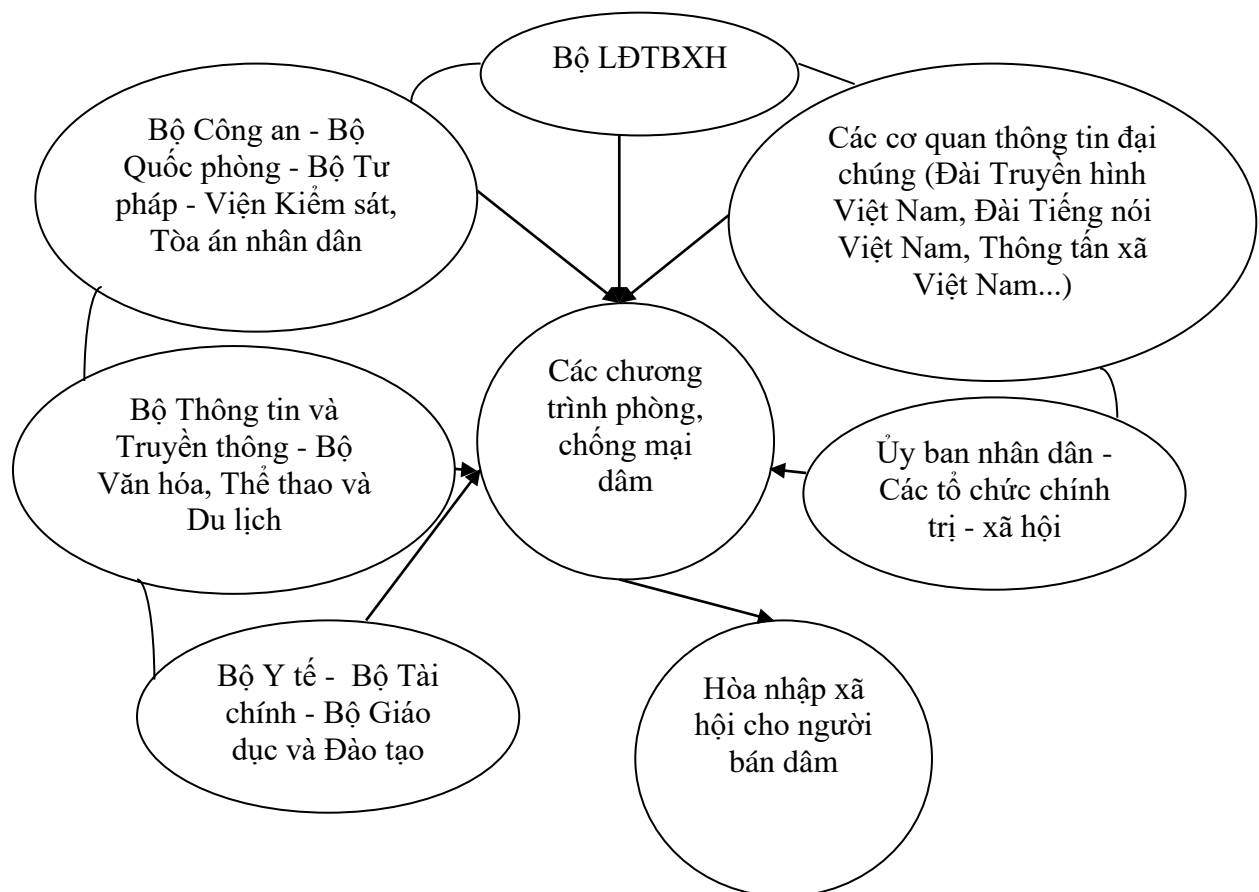 Bộ LĐTBXH
Bộ Công an - Bộ
Quốc phòng - Bộ Tư
pháp - Viện Kiểm sát,
Tòa án nhân dân
Các cơ quan thông tin đại
chúng (Đài Truyền hình
Việt Nam, Đài Tiếng nói
Việt Nam, Thông tấn xã
Việt Nam...)
Các chương
trình phòng,
chống mại
dâm
Bộ Thông tin và
Truyền thông - Bộ
Văn hóa, Thể thao và
Du lịch
Ủy ban nhân dân -
Các tổ chức chính
trị - xã hội
Bộ Y tế - Bộ Tài
chính - Bộ Giáo
dục và Đào tạo
Hòa nhập xã
hội cho người
bán dâm